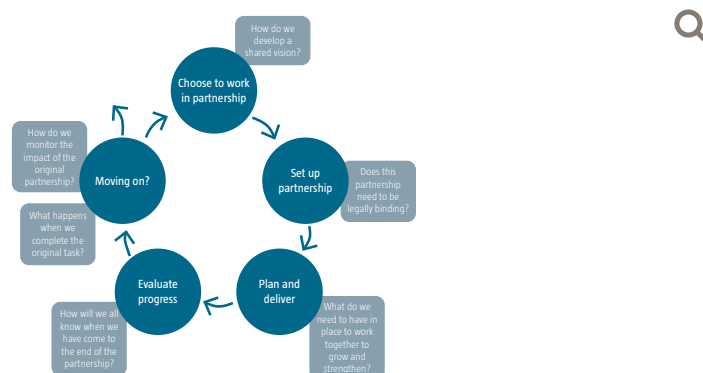 How do we
develop a
shared vision?
Choose to work
in partnership
How do we
monitor the
impact of the
original
partnership?
Moving on?
Set up
partnership
Does this
partnership
need to be
legally binding?
What happens
when we
complete the
original task?
Evaluate
progress
Plan and
deliver
How will we all
know when we
have come to
the end of the
partnership?
What do we
need to have in
place to work
together to
grow and
strengthen?